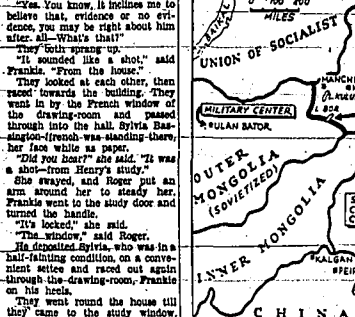 "Yes. You know, it inclines me to
believe that, evidence or no evi-
dence, you may be right about him
after all—What's that?"
They both sprang up.
"It sounded like a shot," said
Frankie. "From the house."
They looked at each other, then
raced towards the building. They
went in by the French window of
the drawing-room and passed
through into the hall. Sylvia Bas-
sington-ffrench was standing there,
her face white as paper.
"Did you hear?" she said. "It was
a shot—from Henry's study."
She swayed, and Roger put an
arm around her to steady her.
Frankie went to the study door and
turned the handle.
"It's locked," she said.
"The window," said Roger.
He deposited Sylvia, who was in a
half-fainting condition, on a conve-
nient settee and raced out again
through the drawing-room, Frankie
on his heels.
They went round the house till
they came to the study window.
0 100 200
MILES
BAIKAL
UNION OF SOCIALIST
MANCH
MILITARY CENTER
ULAN BATOR
OUTER
MONGOLIA
(SOVIETIZED)
INNER MONGOLIA
KALGAN
PEI
CHINA